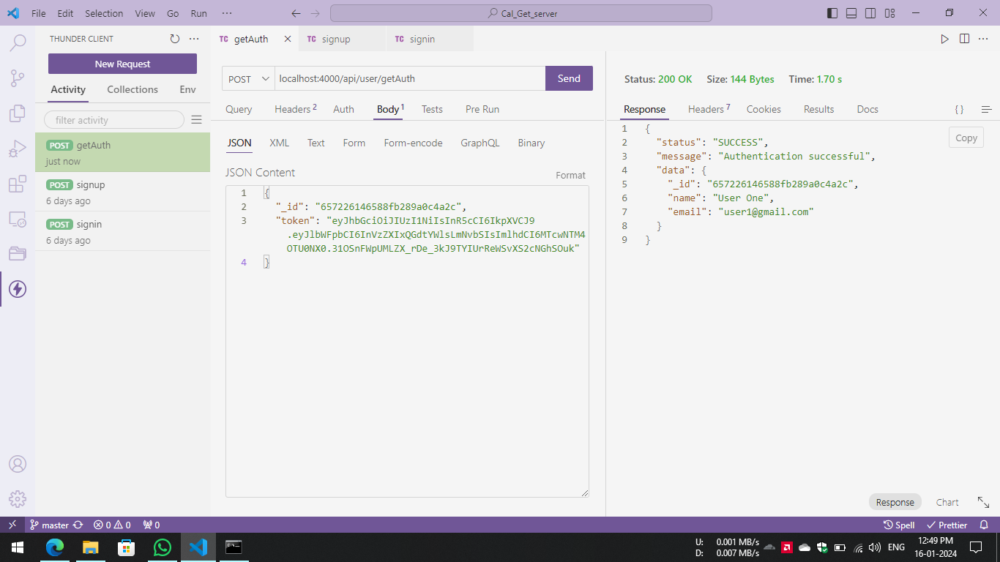 File Edit Selection View Go Run ··· Cal_Get_server
THUNDER CLIENT
New Request
Activity Collections Env
filter activity
POST getAuth
just now
POST signup
6 days ago
POST signin
6 days ago
TC getAuth TC signup TC signin
POST localhost:4000/api/user/getAuth Send
Query Headers 2 Auth Body 1 Tests Pre Run
JSON XML Text Form Form-encode GraphQL Binary
JSON Content Format
1 {
2 "_id": "657226146588fb289a0c4a2c",
3 "token": "eyJhbGciOiJIUzI1NiIsInR5cCI6IkpXVCJ9
.eyJlbWFpbCI6InVzZXIxQGdtYWlsLmNvbSIsImlhdCI6MTcwNTM4
OTU0NX0.31OSnFWpUMLZX_rDe_3kJ9TYIUrReWSvXS2cNGhSOuk"
4 }
Status: 200 OK Size: 144 Bytes Time: 1.70 s
Response Headers 7 Cookies Results Docs { }
Copy
1 {
2 "status": "SUCCESS",
3 "message": "Authentication successful",
4 "data": {
5 "_id": "657226146588fb289a0c4a2c",
6 "name": "User One",
7 "email": "user1@gmail.com"
8 }
9 }
Response Chart
master 0 0 0 Spell Prettier
U: 0.001 MB/s
D: 0.007 MB/s
ENG
12:49 PM
16-01-2024